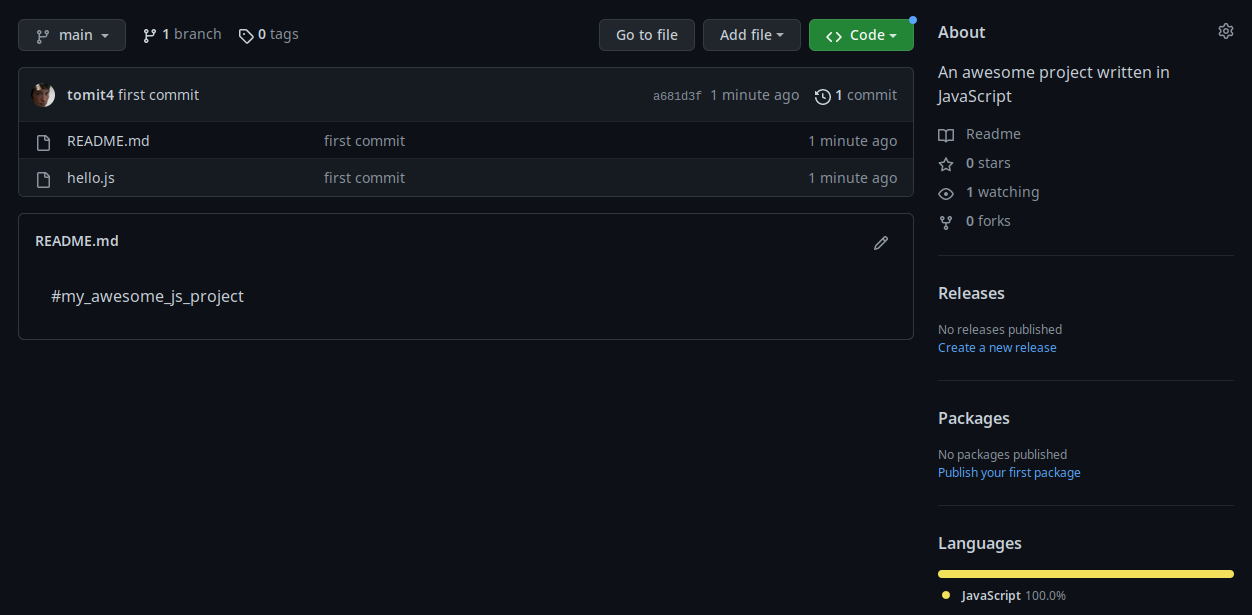 main 1 branch 0 tags Go to file Add file <> Code
tomit4 first commit a681d3f 1 minute ago 1 commit
README.md first commit 1 minute ago
hello.js first commit 1 minute ago
README.md
#my_awesome_js_project
About
An awesome project written in
JavaScript
Readme
0 stars
1 watching
0 forks
Releases
No releases published
Create a new release
Packages
No packages published
Publish your first package
Languages
JavaScript 100.0%